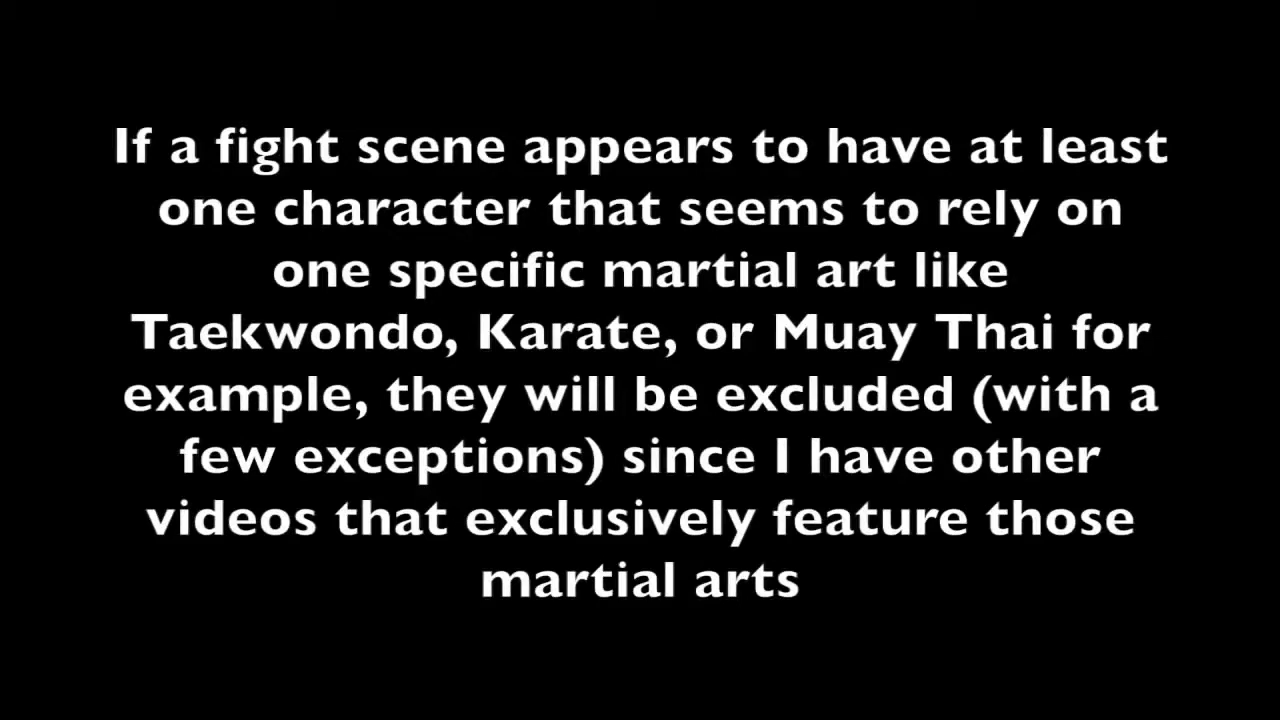 If a fight scene appears to have at least
one character that seems to rely on
one specific martial art like
Taekwondo, Karate, or Muay Thai for
example, they will be excluded (with a
few exceptions) since I have other
videos that exclusively feature those
martial arts